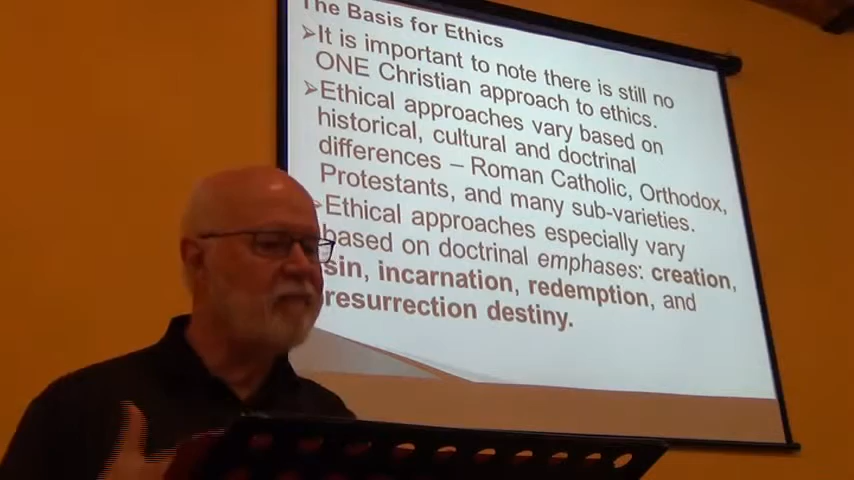 The Basis for Ethics
➢It is important to note there is still no
ONE Christian approach to ethics.
➢Ethical approaches vary based on
historical, cultural and doctrinal
differences – Roman Catholic, Orthodox,
Protestants, and many sub-varieties.
➢Ethical approaches especially vary
based on doctrinal emphases: creation,
sin, incarnation, redemption, and
resurrection destiny.